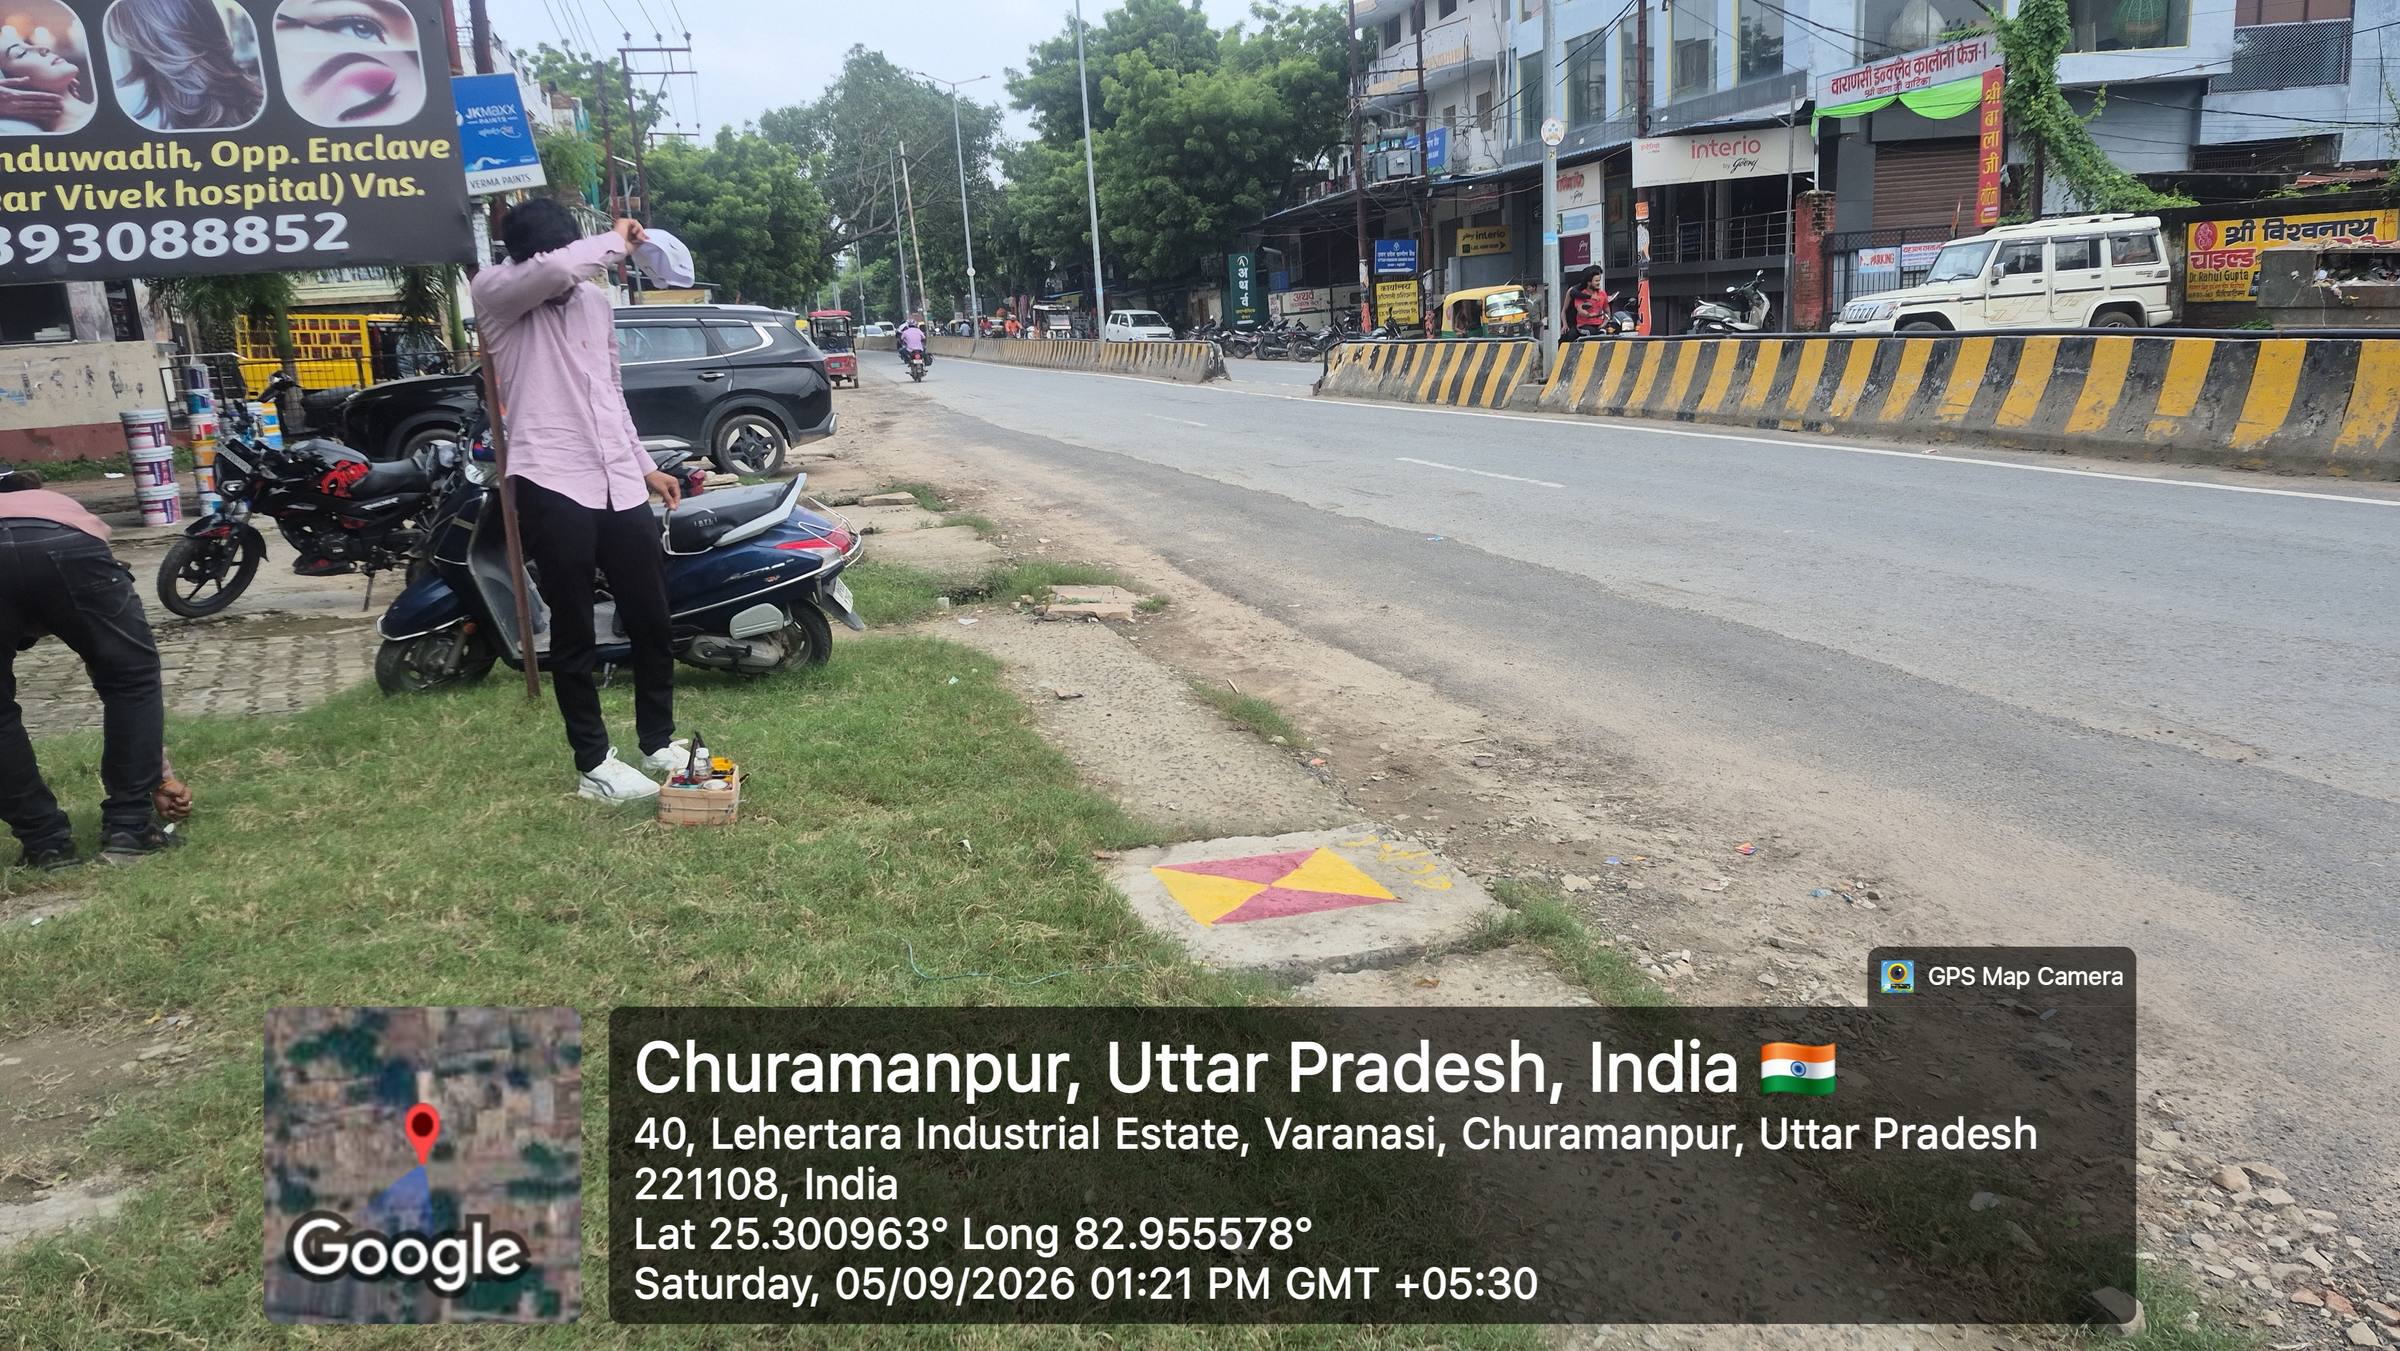 nduwadih, Opp. Enclave
ear Vivek hospital) Vns.
393088852
JK MAXX
PAINTS
VERMA PAINTS
वाराणसी इन्क्लेव कालोनी फेज-1
श्री बाला जी वाटिका
श्री बाला जी
interio
by Godrej
interio
अथर्व
कार्यालय
PARKING
श्री विश्वनाथ
चाइल्ड
Dr. Rahul Gupta
GPS Map Camera
Churamanpur, Uttar Pradesh, India
40, Lehertara Industrial Estate, Varanasi, Churamanpur, Uttar Pradesh
221108, India
Lat 25.300963° Long 82.955578°
Saturday, 05/09/2026 01:21 PM GMT +05:30
Google